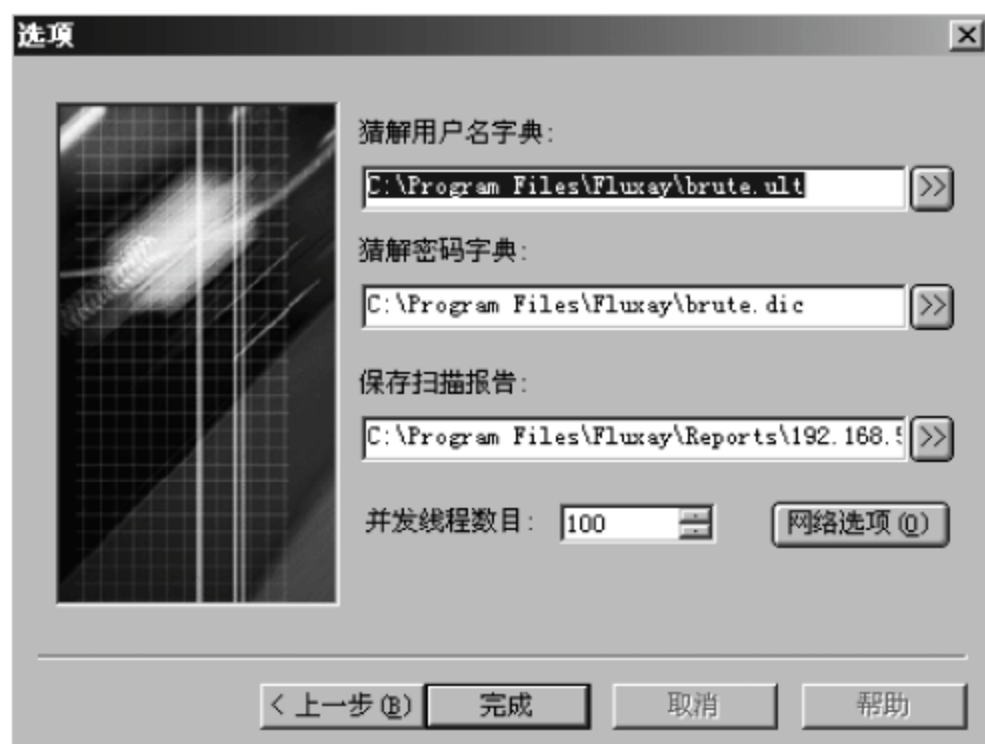 选项
猜解用户名字典:
C:\Program Files\Fluxay\brute.ult
>>
猜解密码字典:
C:\Program Files\Fluxay\brute.dic
>>
保存扫描报告:
C:\Program Files\Fluxay\Reports\192.168.5
>>
并发线程数目: 100 网络选项(O)
< 上一步(B) 完成 取消 帮助